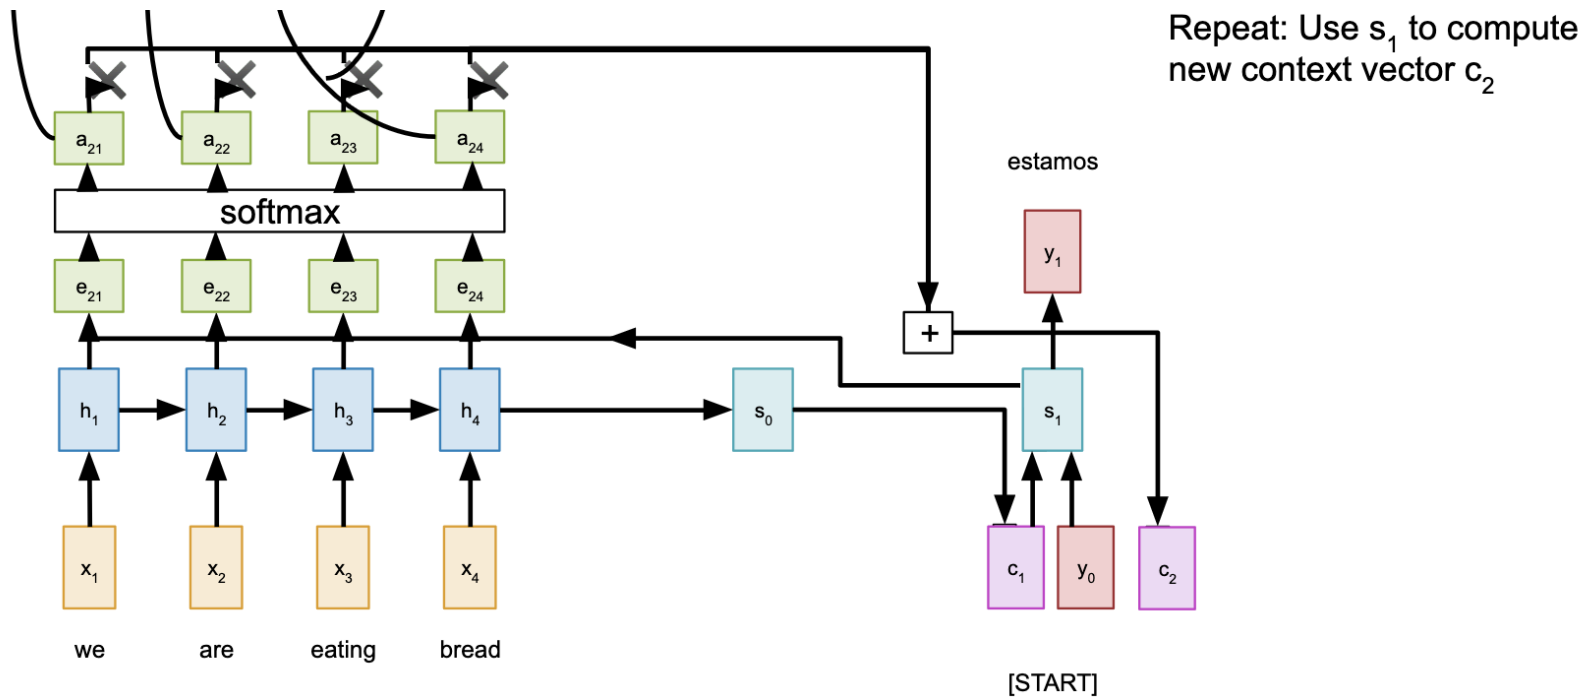 Repeat: Use s₁ to compute
new context vector c₂
a₂₁ a₂₂ a₂₃ a₂₄
estamos
softmax
y₁
e₂₁ e₂₂ e₂₃ e₂₄
+
h₁ h₂ h₃ h₄ s₀ s₁
x₁ x₂ x₃ x₄ c₁ y₀ c₂
we are eating bread
[START]